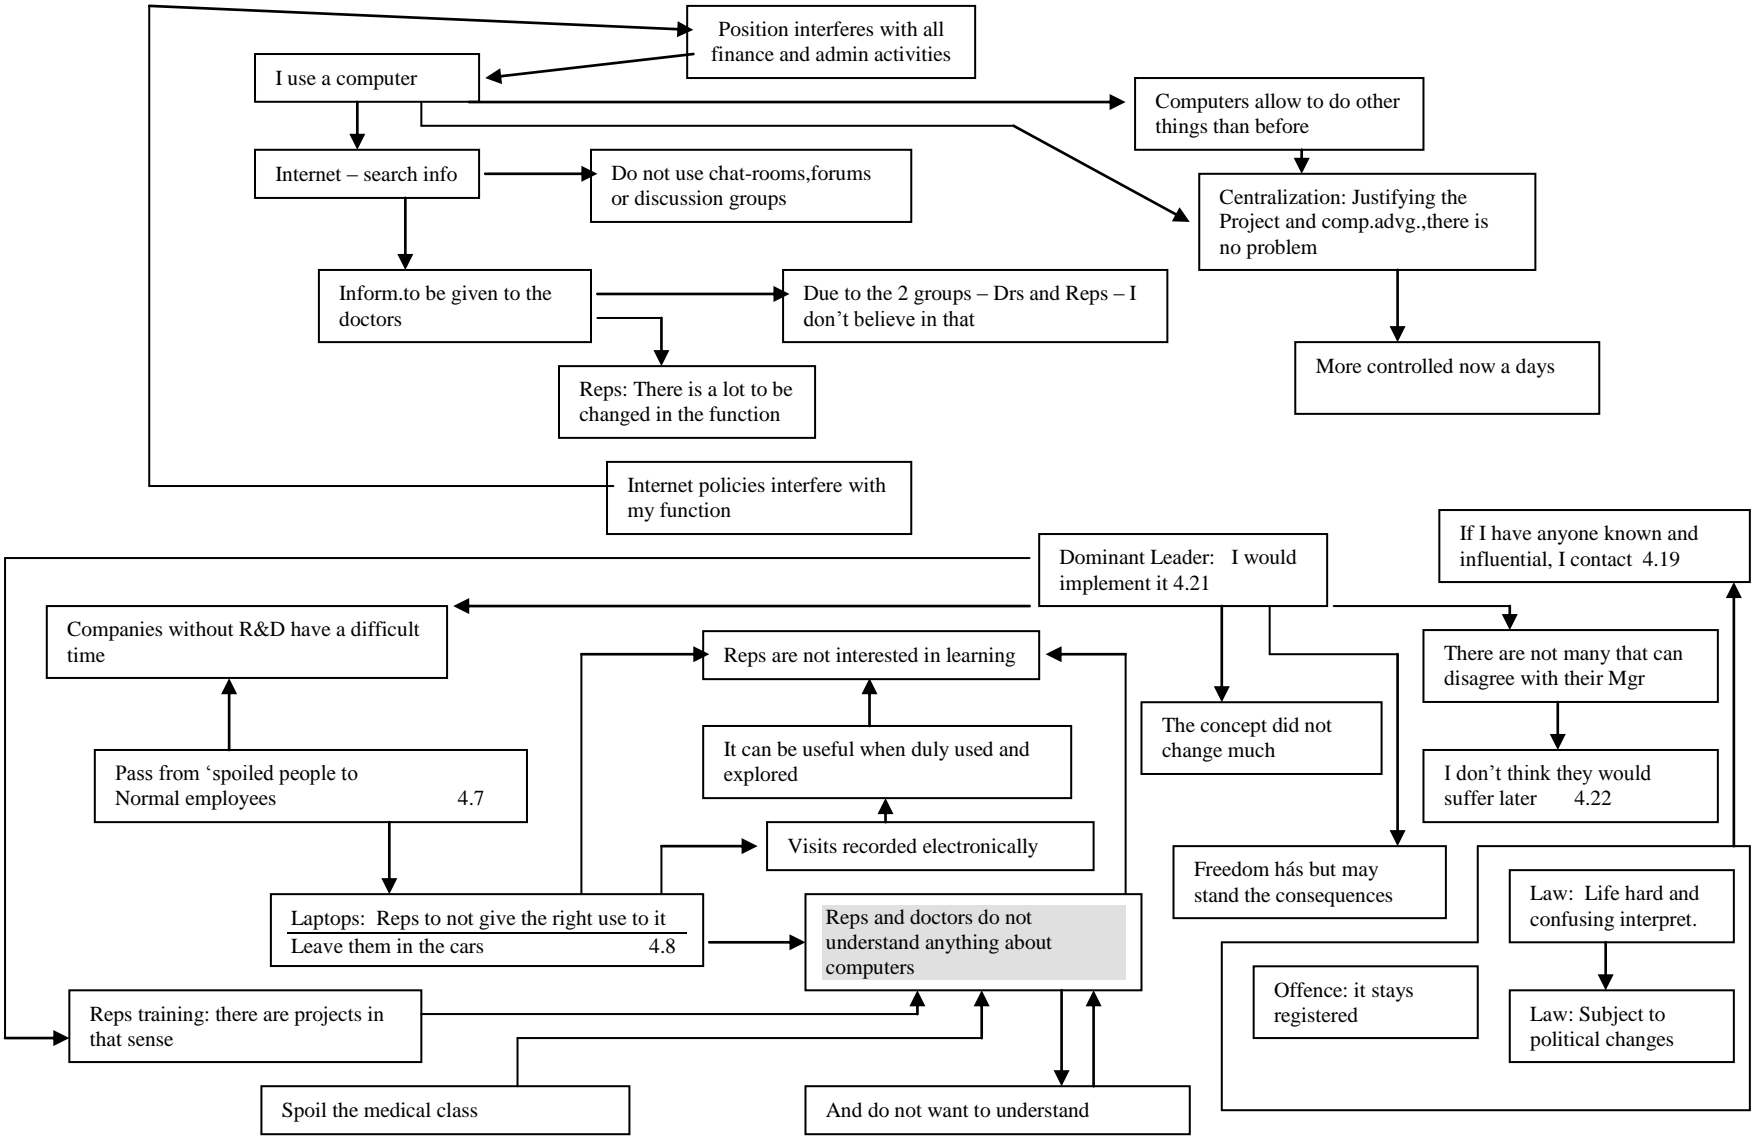 Position interferes with all
finance and admin activities
I use a computer
Computers allow to do other
things than before
Internet – search info
Do not use chat-rooms,forums
or discussion groups
Centralization: Justifying the
Project and comp.advg.,there is
no problem
Inform.to be given to the
doctors
Due to the 2 groups – Drs and Reps – I
don't believe in that
More controlled now a days
Reps: There is a lot to be
changed in the function
Internet policies interfere with
my function
If I have anyone known and
influential, I contact 4.19
Dominant Leader: I would
implement it 4.21
Companies without R&D have a difficult
time
Reps are not interested in learning
There are not many that can
disagree with their Mgr
The concept did not
change much
It can be useful when duly used and
explored
Pass from ‘spoiled people to
Normal employees 4.7
I don't think they would
suffer later 4.22
Visits recorded electronically
Freedom hás but may
stand the consequences
Law: Life hard and
confusing interpret.
Laptops: Reps to not give the right use to it
Leave them in the cars 4.8
Reps and doctors do not
understand anything about
computers
Offence: it stays
registered
Law: Subject to
political changes
Reps training: there are projects in
that sense
Spoil the medical class
And do not want to understand